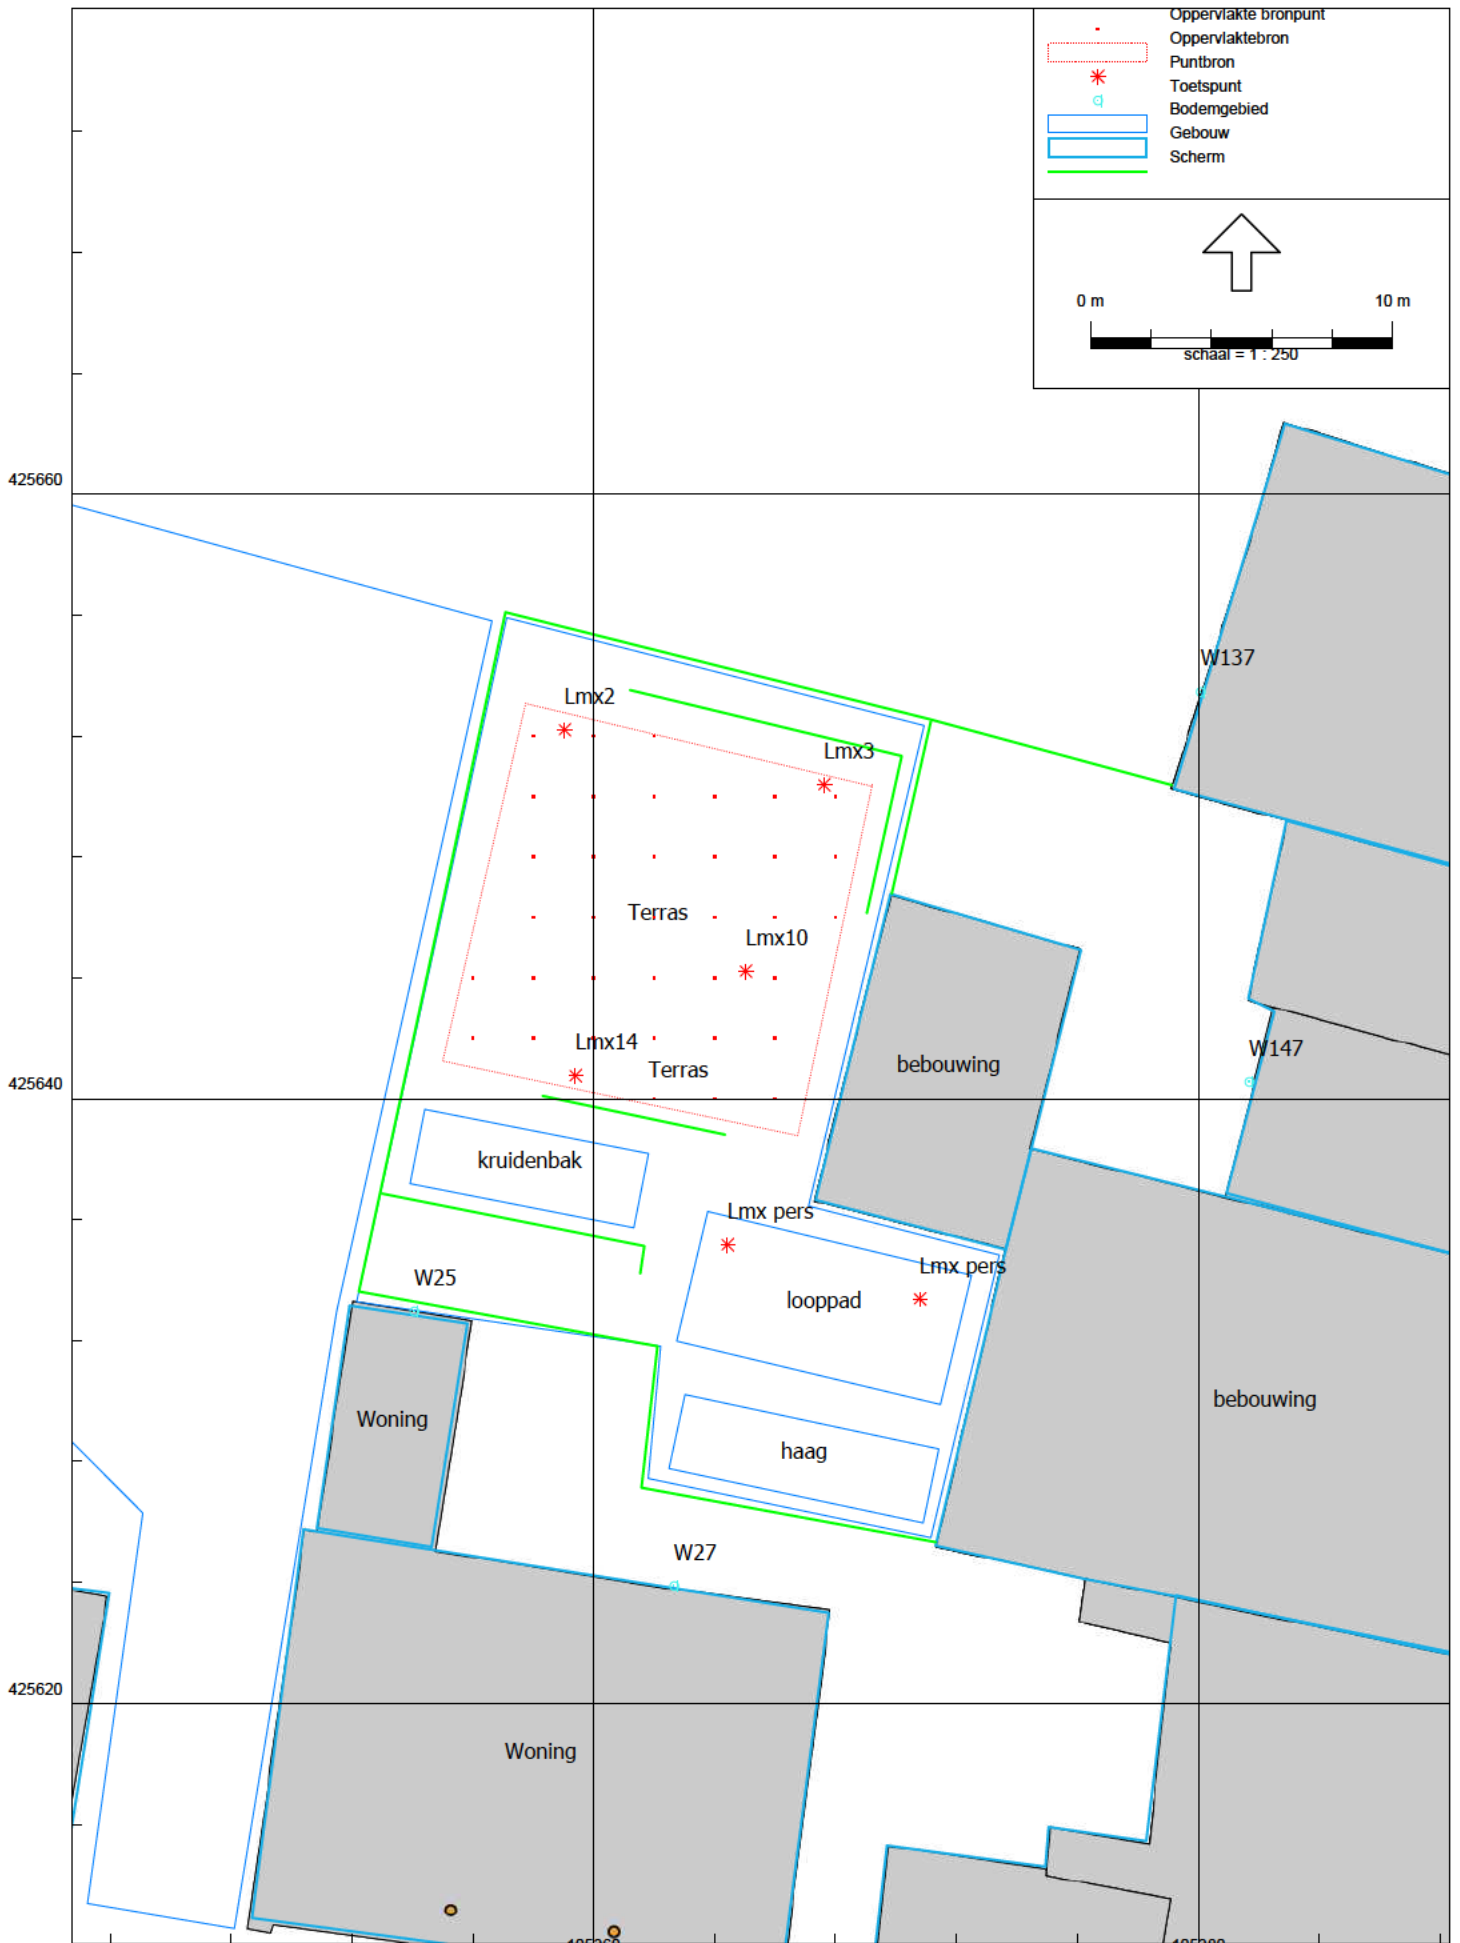 Oppervlakte bronpunt
Oppervlaktebron
Puntbron
Toetspunt
Bodemgebied
Gebouw
Scherm
0 m
10 m
schaal = 1 : 250
425660
W137
Lmx2
Lmx3
Terras
Lmx10
Lmx14
Terras
bebouwing
W147
425640
kruidenbak
Lmx pers
Lmx pers
W25
looppad
Woning
bebouwing
haag
W27
425620
Woning